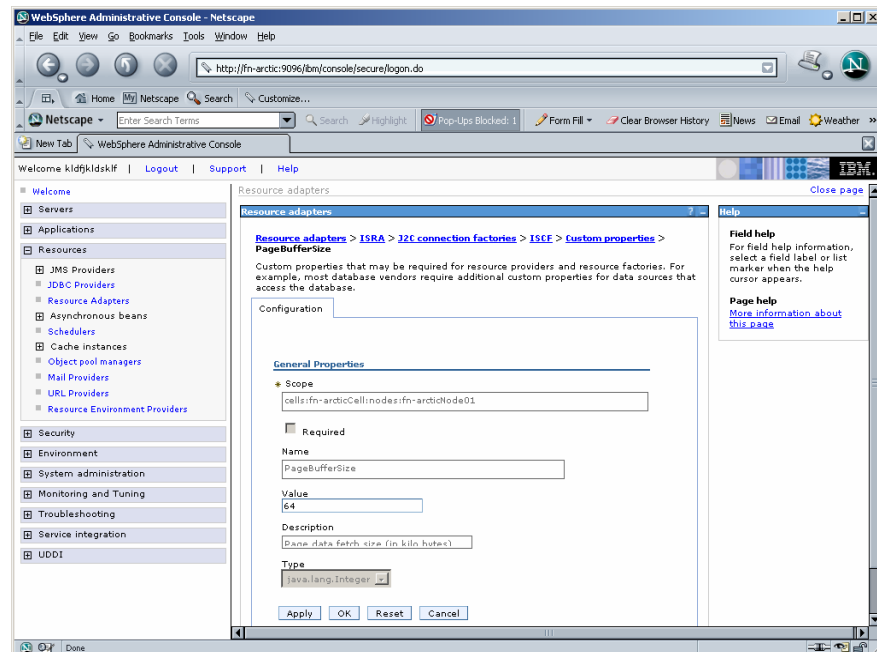 WebSphere Administrative Console - Netscape
File Edit View Go Bookmarks Tools Window Help
http://fn-arctic:9096/ibm/console/secure/logon.do
Home My Netscape Search Customize...
Netscape Enter Search Terms Search Highlight Pop-Ups Blocked: 1 Form Fill Clear Browser History News Email Weather »
New Tab WebSphere Administrative Console
Welcome kldfjkldsklf | Logout | Support | Help IBM.
Welcome
Servers
Applications
Resources
JMS Providers
JDBC Providers
Resource Adapters
Asynchronous beans
Schedulers
Cache instances
Object pool managers
Mail Providers
URL Providers
Resource Environment Providers
Security
Environment
System administration
Monitoring and Tuning
Troubleshooting
Service integration
UDDI
Resource adapters Close page
Resource adapters ? –
Resource adapters > ISRA > J2C connection factories > ISCF > Custom properties >
PageBufferSize
Custom properties that may be required for resource providers and resource factories. For
example, most database vendors require additional custom properties for data sources that
access the database.
Configuration
General Properties
Scope
cells:fn-arcticCell:nodes:fn-arcticNode01
Required
Name
PageBufferSize
Value
64
Description
Page data fetch size (in kilo bytes)
Type
java.lang.Integer
Apply OK Reset Cancel
Help –
Field help
For field help information,
select a field label or list
marker when the help
cursor appears.
Page help
More information about
this page
Done